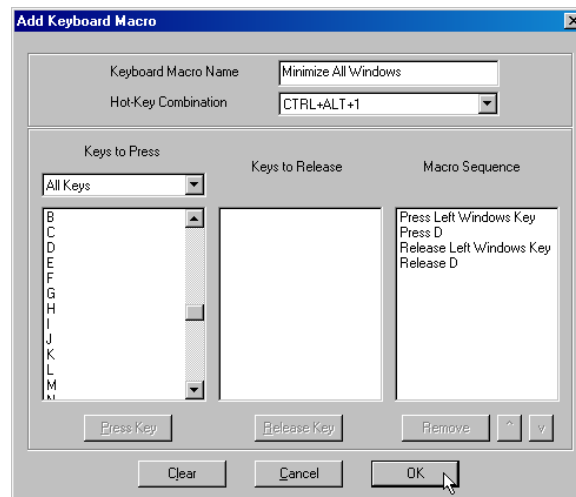 Add Keyboard Macro
Keyboard Macro Name
Minimize All Windows
Hot-Key Combination
CTRL+ALT+1
Keys to Press
Keys to Release
Macro Sequence
All Keys
B
C
D
E
F
G
H
I
J
K
L
M
N
Press Left Windows Key
Press D
Release Left Windows Key
Release D
Press Key
Release Key
Remove
^
v
Clear
Cancel
OK